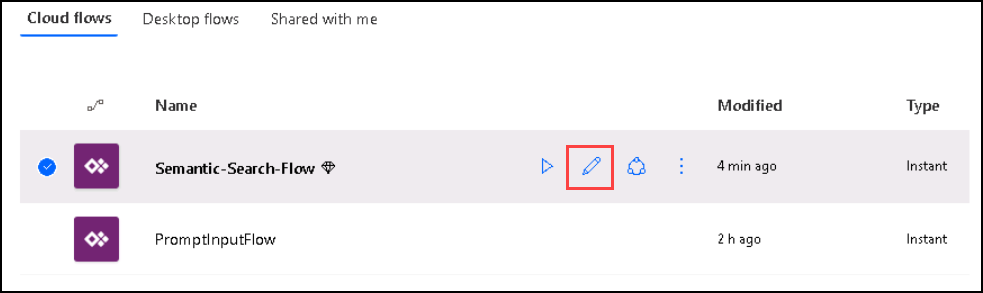 Cloud flows Desktop flows Shared with me
Name Modified Type
Semantic-Search-Flow 4 min ago Instant
PromptInputFlow 2 h ago Instant